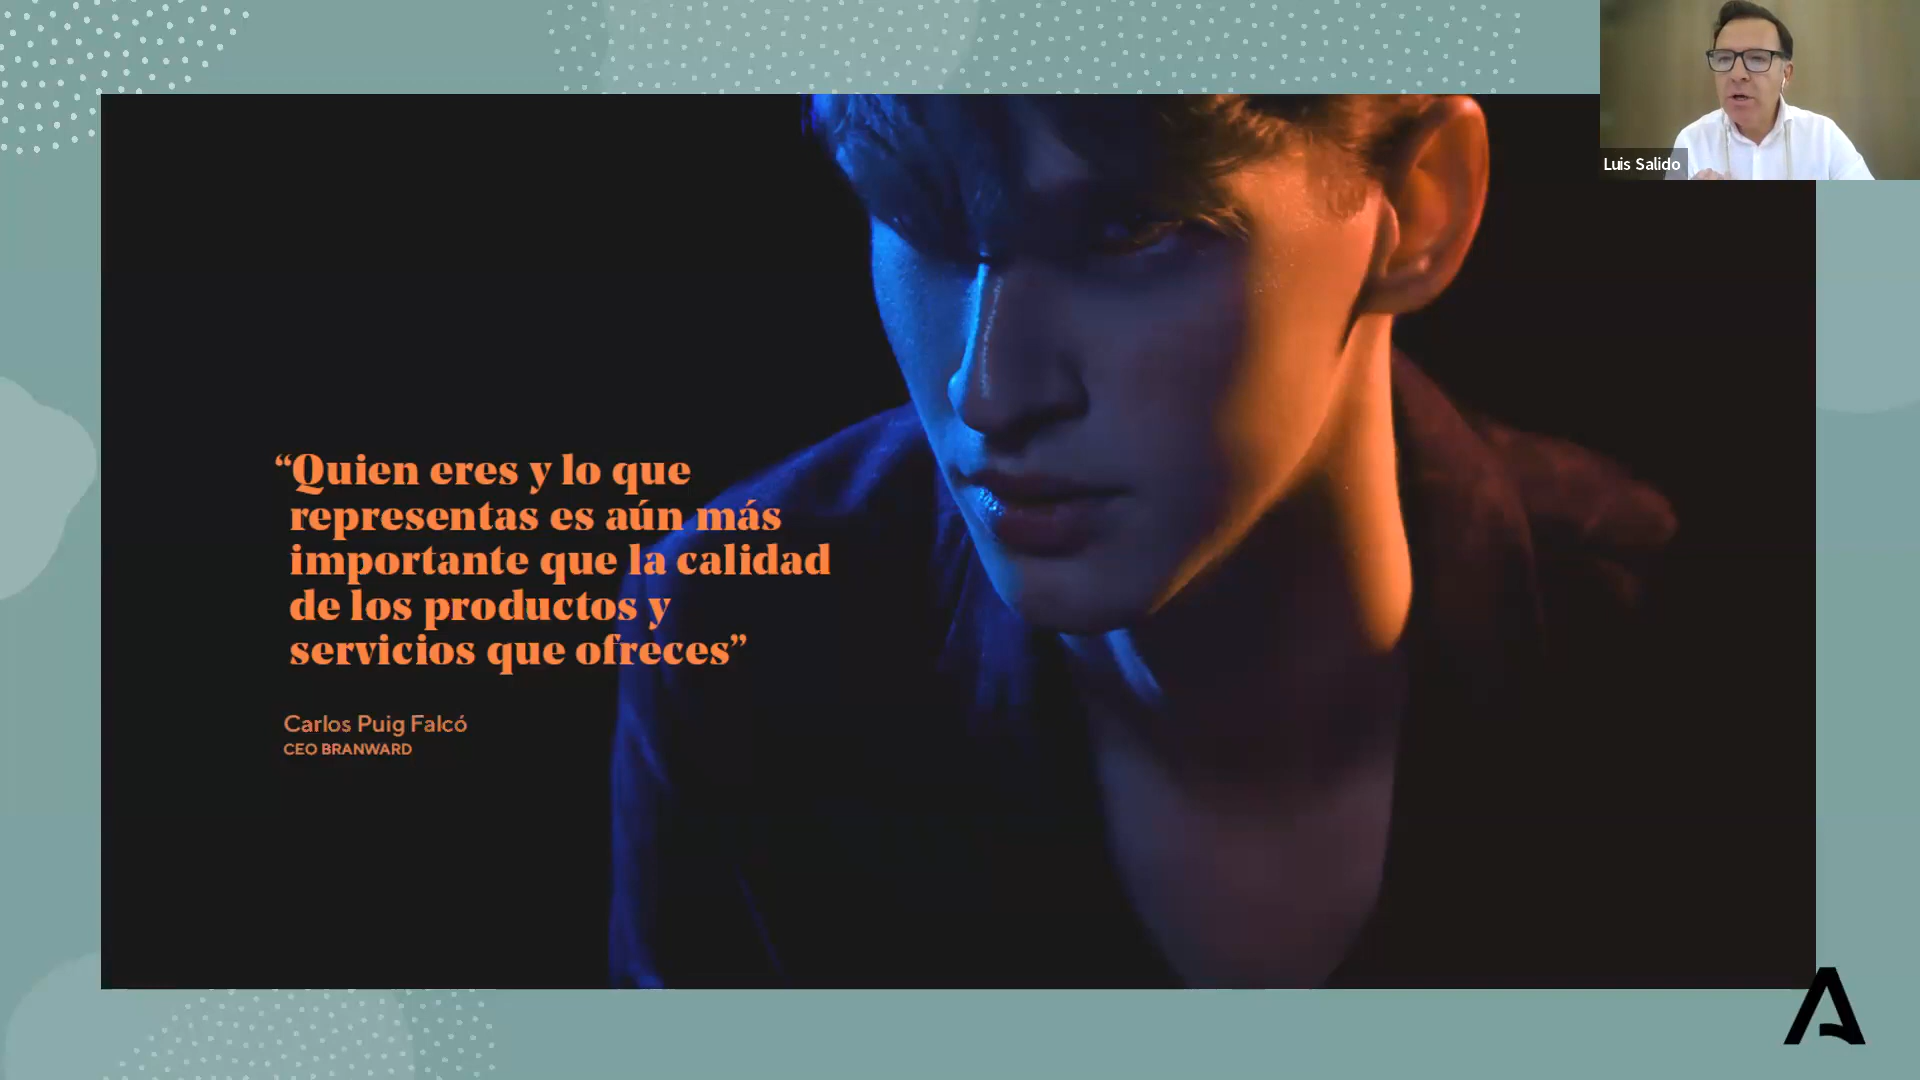 Luis Salido
“Quien eres y lo que
representas es aún más
importante que la calidad
de los productos y
servicios que ofreces”
Carlos Puig Falcó
CEO BRANWARD